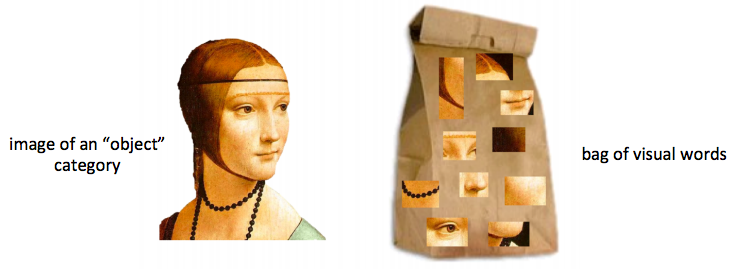 image of an “object”
category
bag of visual words